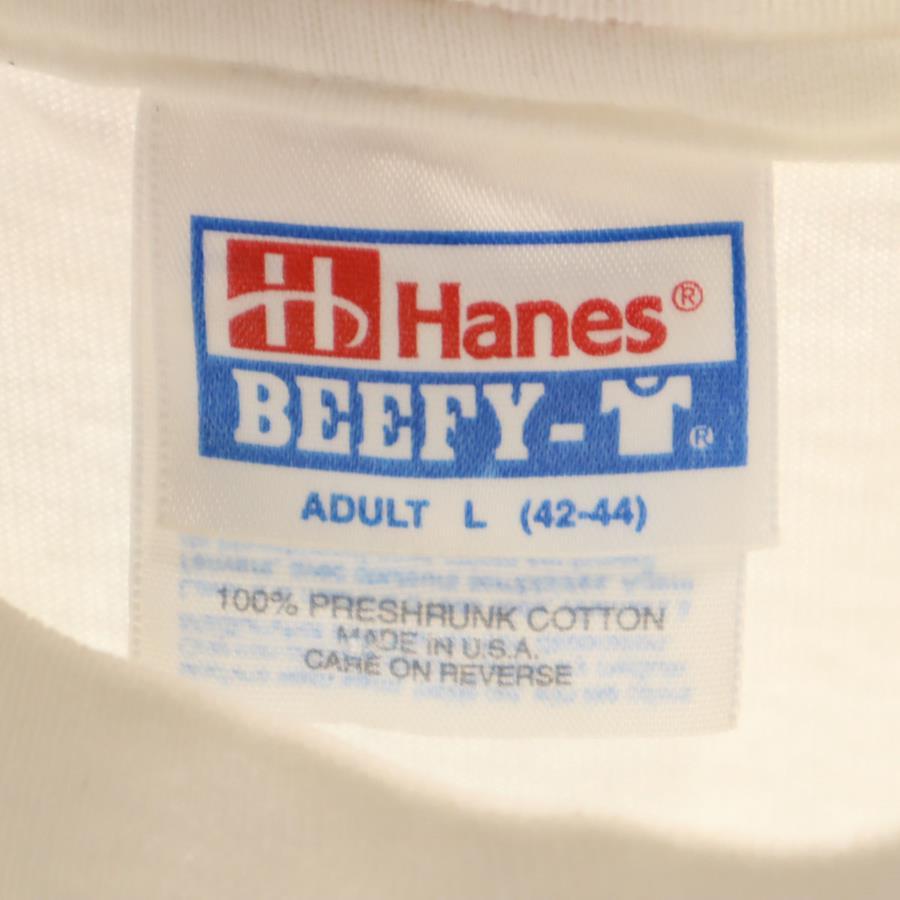 H Hanes®
BEEFY-T®
ADULT L (42-44)
100% PRESHRUNK COTTON
MADE IN U.S.A.
CARE ON REVERSE